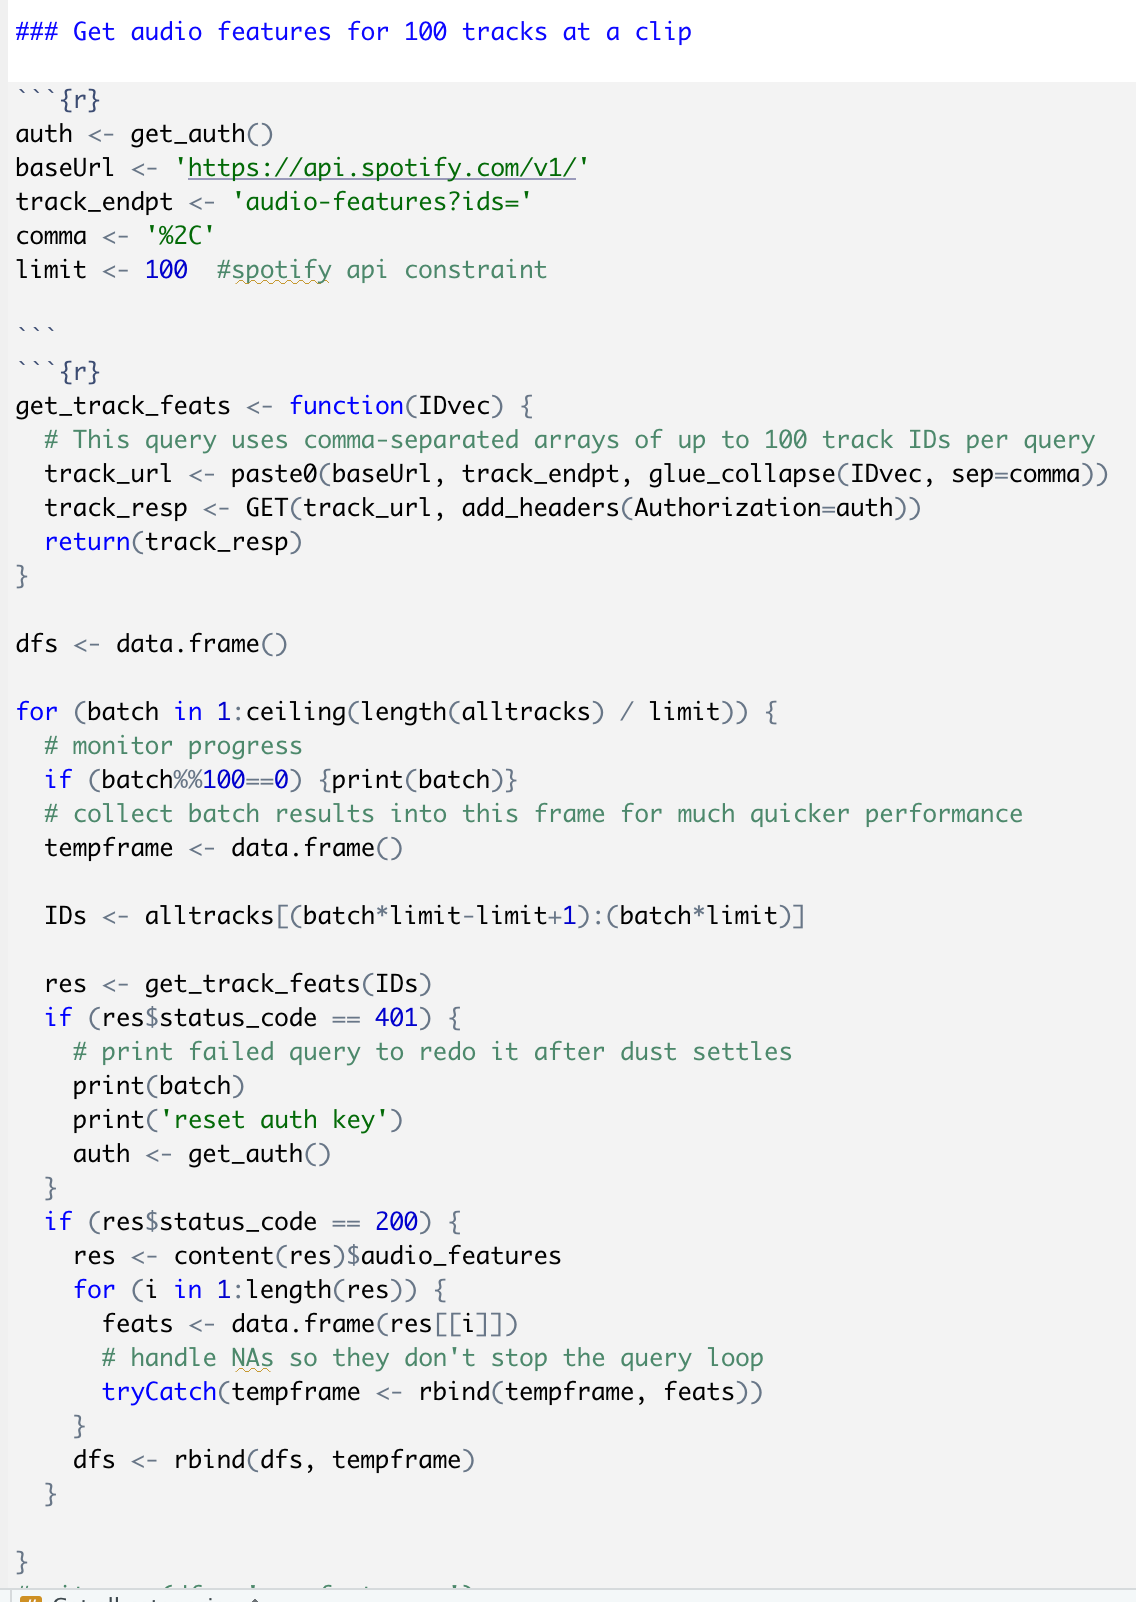 ### Get audio features for 100 tracks at a clip
```{r}
auth <- get_auth()
baseUrl <- 'https://api.spotify.com/v1/'
track_endpt <- 'audio-features?ids='
comma <- '%2C'
limit <- 100  #spotify api constraint
```
```{r}
get_track_feats <- function(IDvec) {
  # This query uses comma-separated arrays of up to 100 track IDs per query
  track_url <- paste0(baseUrl, track_endpt, glue_collapse(IDvec, sep=comma))
  track_resp <- GET(track_url, add_headers(Authorization=auth))
  return(track_resp)
}
dfs <- data.frame()
for (batch in 1:ceiling(length(alltracks) / limit)) {
  # monitor progress
  if (batch%%100==0) {print(batch)}
  # collect batch results into this frame for much quicker performance
  tempframe <- data.frame()
  IDs <- alltracks[(batch*limit-limit+1):(batch*limit)]
  res <- get_track_feats(IDs)
  if (res$status_code == 401) {
    # print failed query to redo it after dust settles
    print(batch)
    print('reset auth key')
    auth <- get_auth()
  }
  if (res$status_code == 200) {
    res <- content(res)$audio_features
    for (i in 1:length(res)) {
      feats <- data.frame(res[[i]])
      # handle NAs so they don't stop the query loop
      tryCatch(tempframe <- rbind(tempframe, feats))
    }
    dfs <- rbind(dfs, tempframe)
  }
}